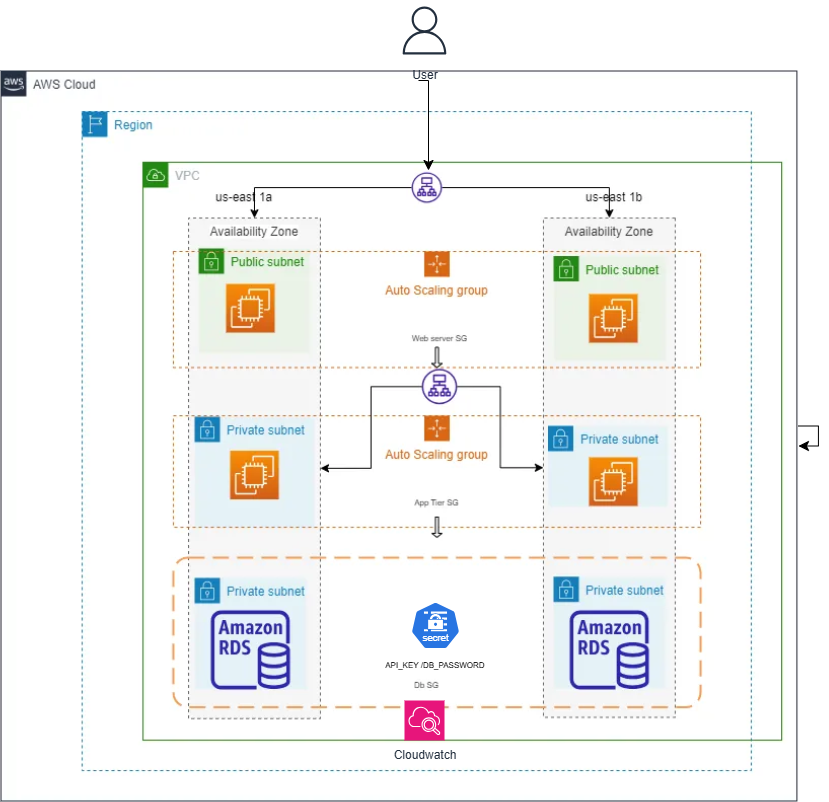 User
aws
AWS Cloud
Region
VPC
us-east 1a
us-east 1b
Availability Zone
Availability Zone
Public subnet
Public subnet
Auto Scaling group
Web server SG
Private subnet
Private subnet
Auto Scaling group
App Tier SG
Private subnet
Private subnet
Amazon
RDS
Amazon
RDS
secret
API_KEY /DB_PASSWORD
Db SG
Cloudwatch